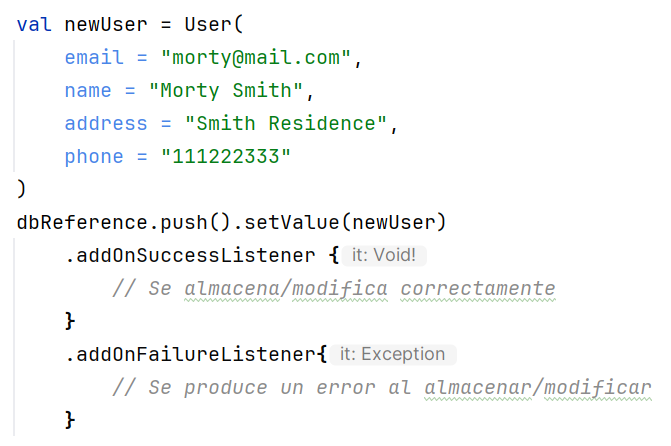 val newUser = User(
    email = "morty@mail.com",
    name = "Morty Smith",
    address = "Smith Residence",
    phone = "111222333"
)
dbReference.push().setValue(newUser)
    .addOnSuccessListener { it: Void!
        // Se almacena/modifica correctamente
    }
    .addOnFailureListener{ it: Exception
        // Se produce un error al almacenar/modificar
    }